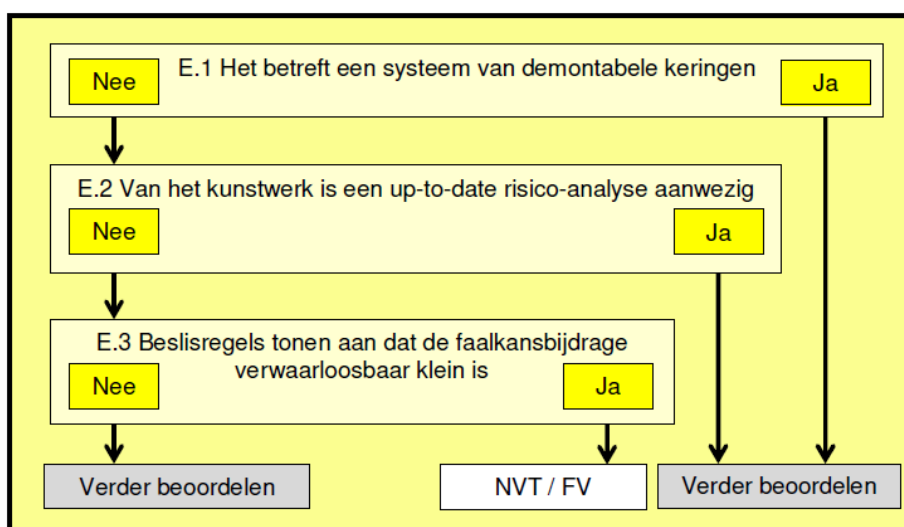 E.1 Het betreft een systeem van demontabele keringen
Nee
Ja
E.2 Van het kunstwerk is een up-to-date risico-analyse aanwezig
Nee
Ja
E.3 Beslisregels tonen aan dat de faalkansbijdrage
verwaarloosbaar klein is
Nee
Ja
Verder beoordelen
NVT / FV
Verder beoordelen